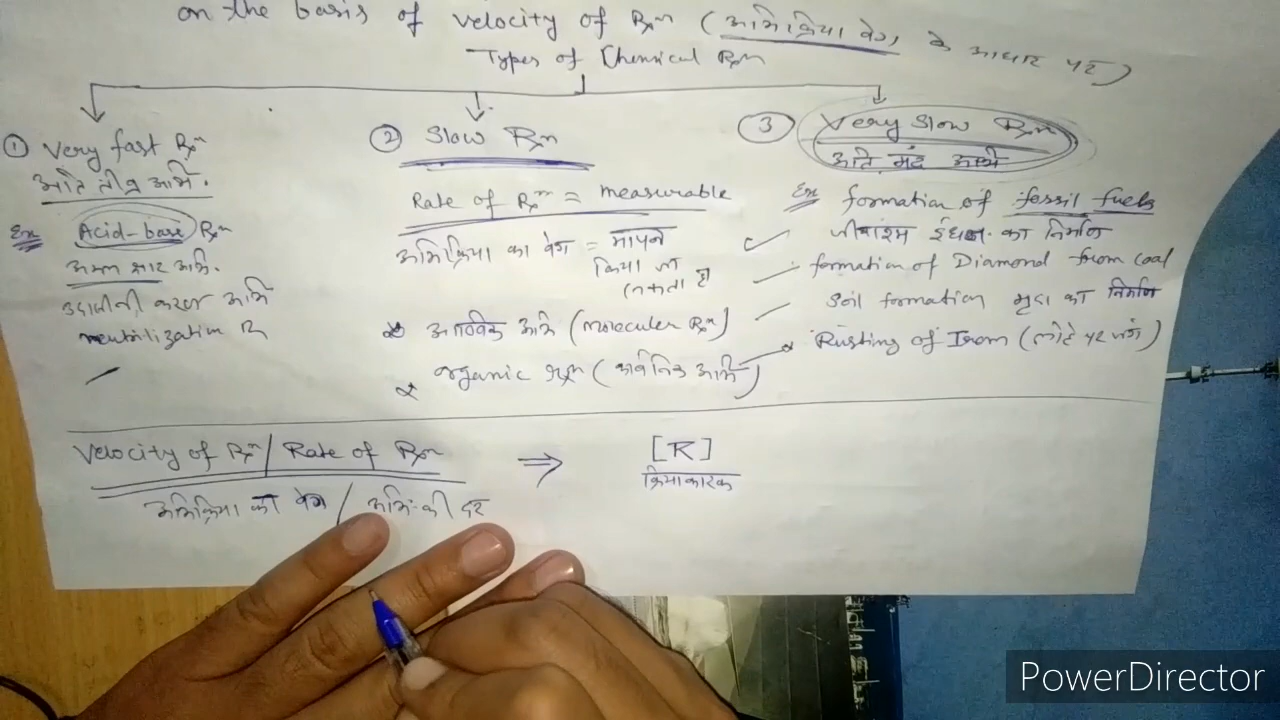 on the basis of velocity of Rxn (अभिक्रिया वेग के आधार पर)
Types of Chemical Rxn
① Very fast Rxn
अति तीव्र अभि.
Ex Acid-base Rxn
अम्ल क्षार अभि.
उदासीनी करण अभि
neutrilization R
② Slow Rxn
Rate of Rxn = measurable
अभिक्रिया का वेग = मापन
किया जा
सकता है
आण्विक अभि (Moleculer Rxn)
organic Rxn (कार्बनिक अभि)
③ Very slow Rxn
अति मंद अभि
Ex formation of fossil fuels
जीवाश्म ईंधन का निर्माण
formation of Diamond from coal
Soil formation मृदा का निर्माण
Rusting of Iron (लोहे पर जंग)
Velocity of Rxn / Rate of Rxn ⇒ [R]
अभिक्रिया का वेग / अभि. की दर
क्रियाकारक
PowerDirector